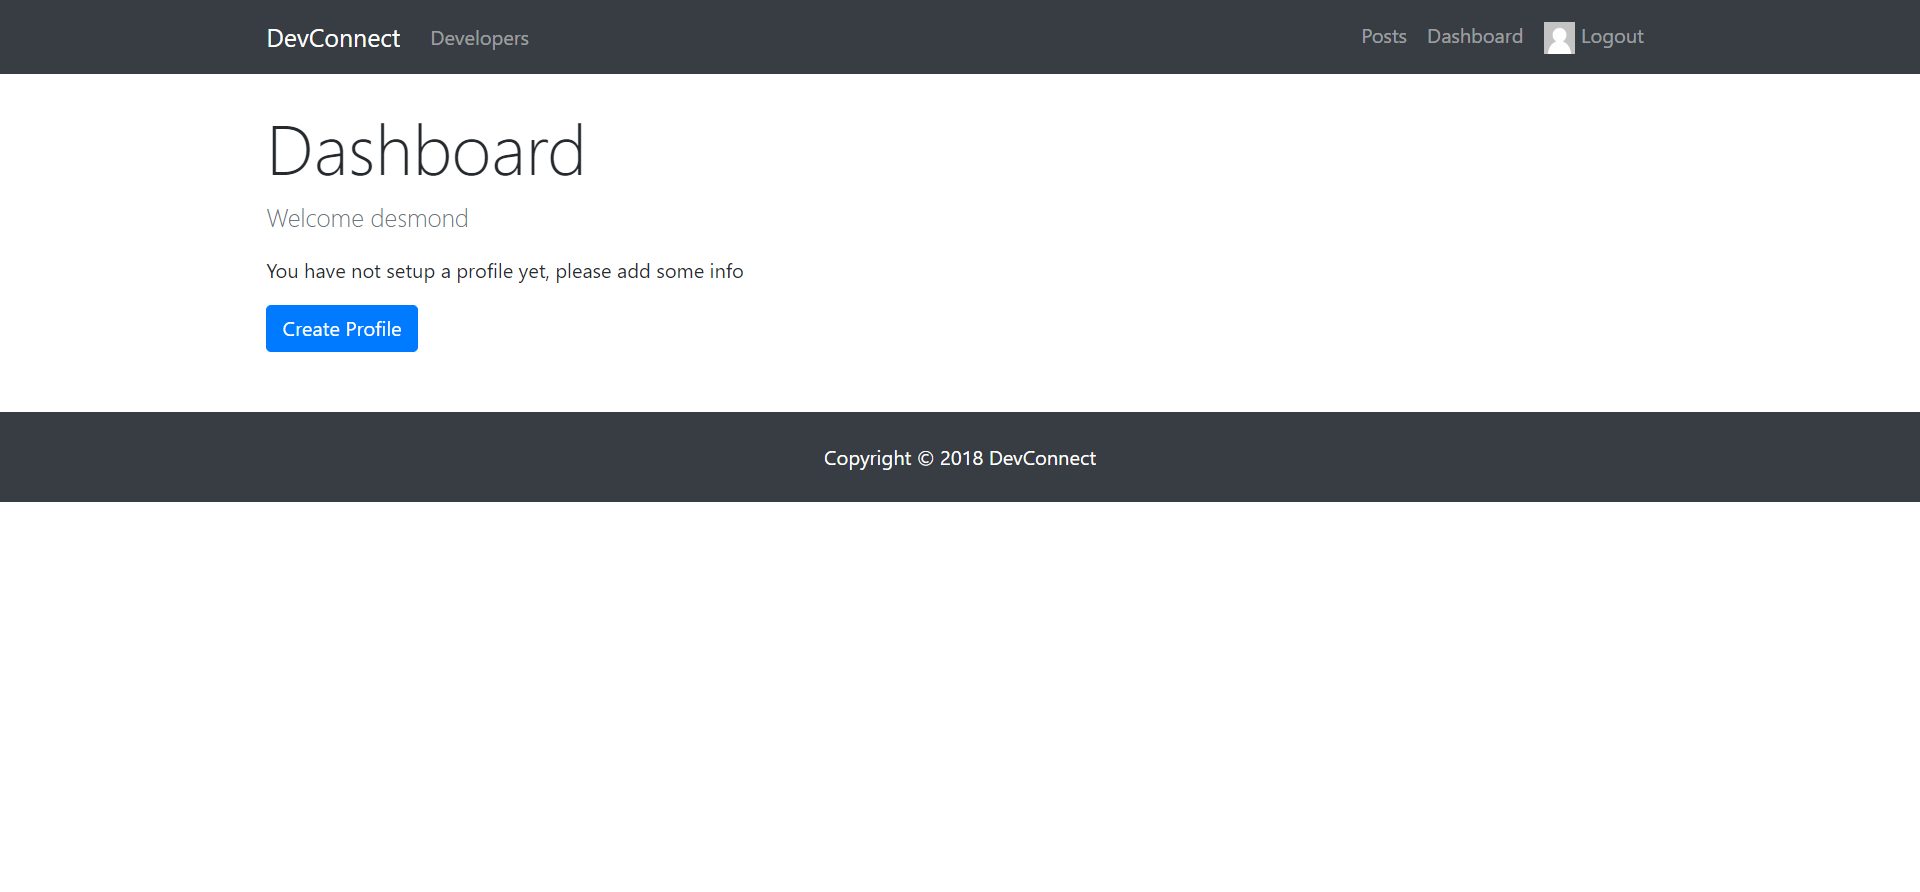 DevConnect Developers Posts Dashboard Logout
Dashboard
Welcome desmond
You have not setup a profile yet, please add some info
Create Profile
Copyright © 2018 DevConnect